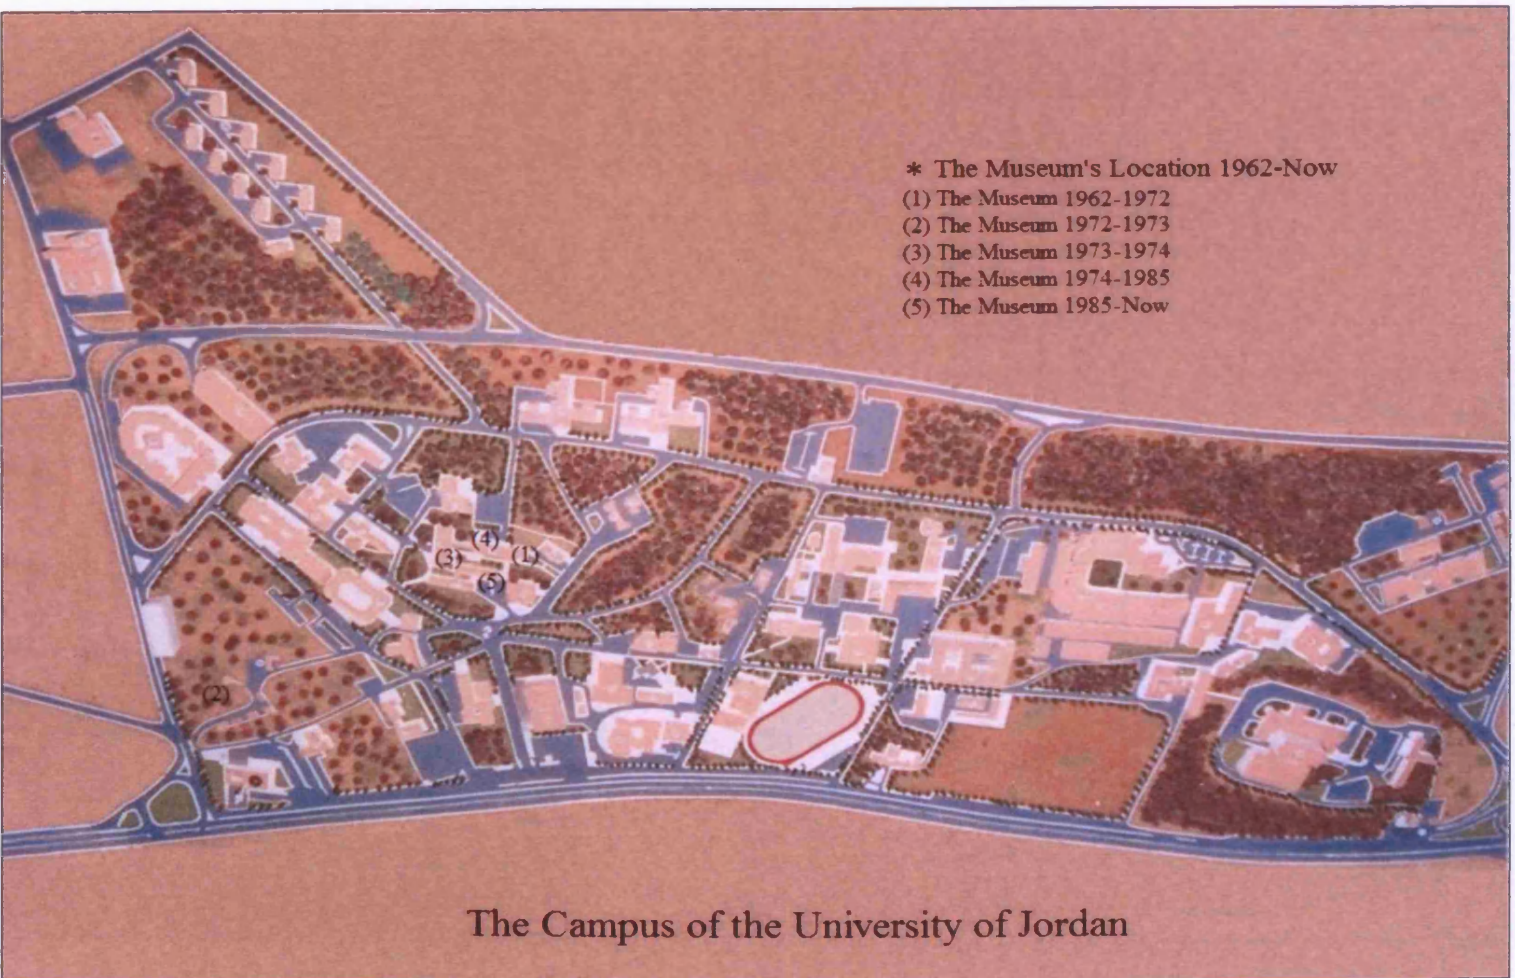 * The Museum's Location 1962-Now
(1) The Museum 1962-1972
(2) The Museum 1972-1973
(3) The Museum 1973-1974
(4) The Museum 1974-1985
(5) The Museum 1985-Now
(4)
(3)
(1)
(5)
(2)
The Campus of the University of Jordan